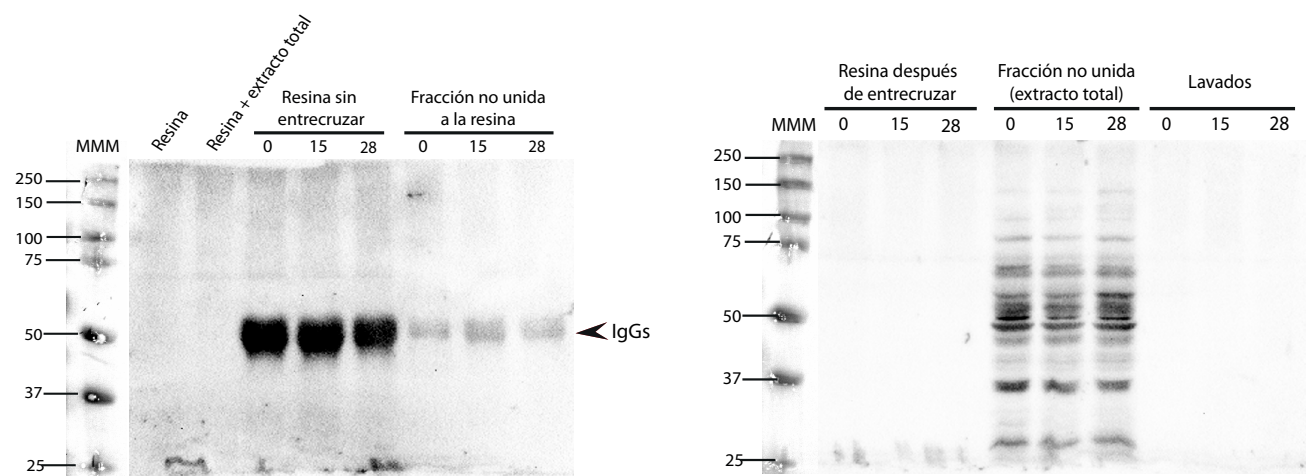 Resina
Resina + extracto total
Resina sin
entrecruzar
Fracción no unida
a la resina
MMM
0 15 28
0 15 28
250
150
100
75
50
37
25
IgGs
Resina después
de entrecruzar
Fracción no unida
(extracto total)
Lavados
MMM
0 15 28
0 15 28
0 15 28
250
150
100
75
50
37
25